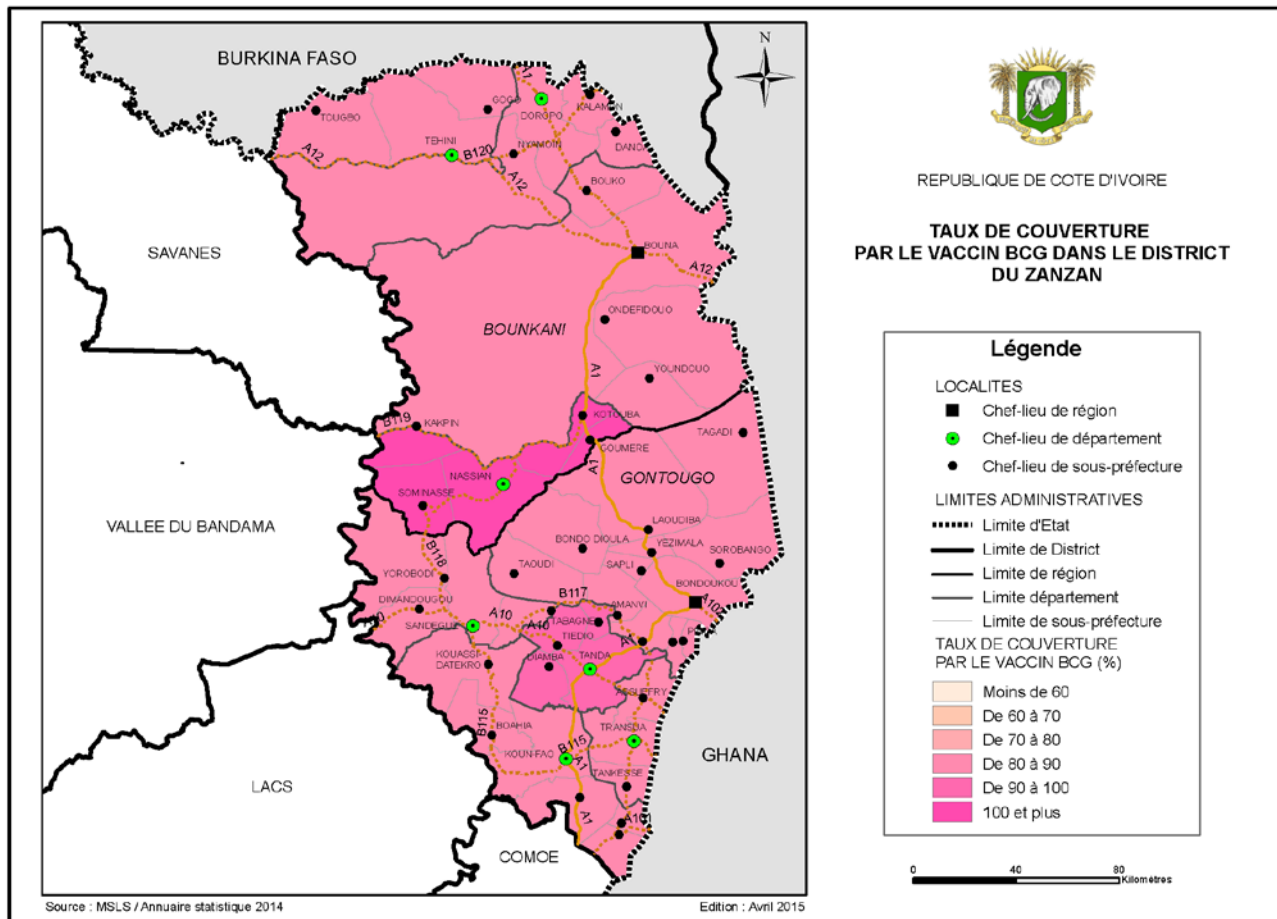 BURKINA FASO
N
A1
KALAMON
GOGO
DOROPO
TOUGBO
DANOA
TEHINI
B120
NYAMOIN
A12
A12
BOUKO
REPUBLIQUE DE COTE D'IVOIRE
TAUX DE COUVERTURE
PAR LE VACCIN BCG DANS LE DISTRICT
DU ZANZAN
SAVANES
BOUNA
A12
ONDEFIDOUO
BOUNKANI
YOUNDOUO
A1
KOTOUBA
B119
KAKPIN
TAGADI
GOUMERE
A1
NASSIAN
GONTOUGO
SOMINASSE
VALLEE DU BANDAMA
LAOUDIBA
BONDO DIOULA
YEZIMALA
B118
SAPLI
SOROBANGO
TAOUDI
YOROBODI
BONDOUKOU
B117
DIMANDOUGOU
AMANVI
A102
SANDEGUE
A10
TABAGNE
A10
TIEDIO
KOUASSI-
DATEKRO
DIAMBA
TANDA
ASSUEFRY
B115
BOAHIA
TRANSUA
B115
KOUN-FAO
GHANA
A1
TANKESSE
LACS
A1
A101
COMOE
Légende
LOCALITES
Chef-lieu de région
Chef-lieu de département
Chef-lieu de sous-préfecture
LIMITES ADMINISTRATIVES
Limite d'Etat
Limite de District
Limite de région
Limite département
Limite de sous-préfecture
TAUX DE COUVERTURE
PAR LE VACCIN BCG (%)
Moins de 60
De 60 à 70
De 70 à 80
De 80 à 90
De 90 à 100
100 et plus
0 40 80
Kilomètres
Source : MSLS / Annuaire statistique 2014
Edition : Avril 2015